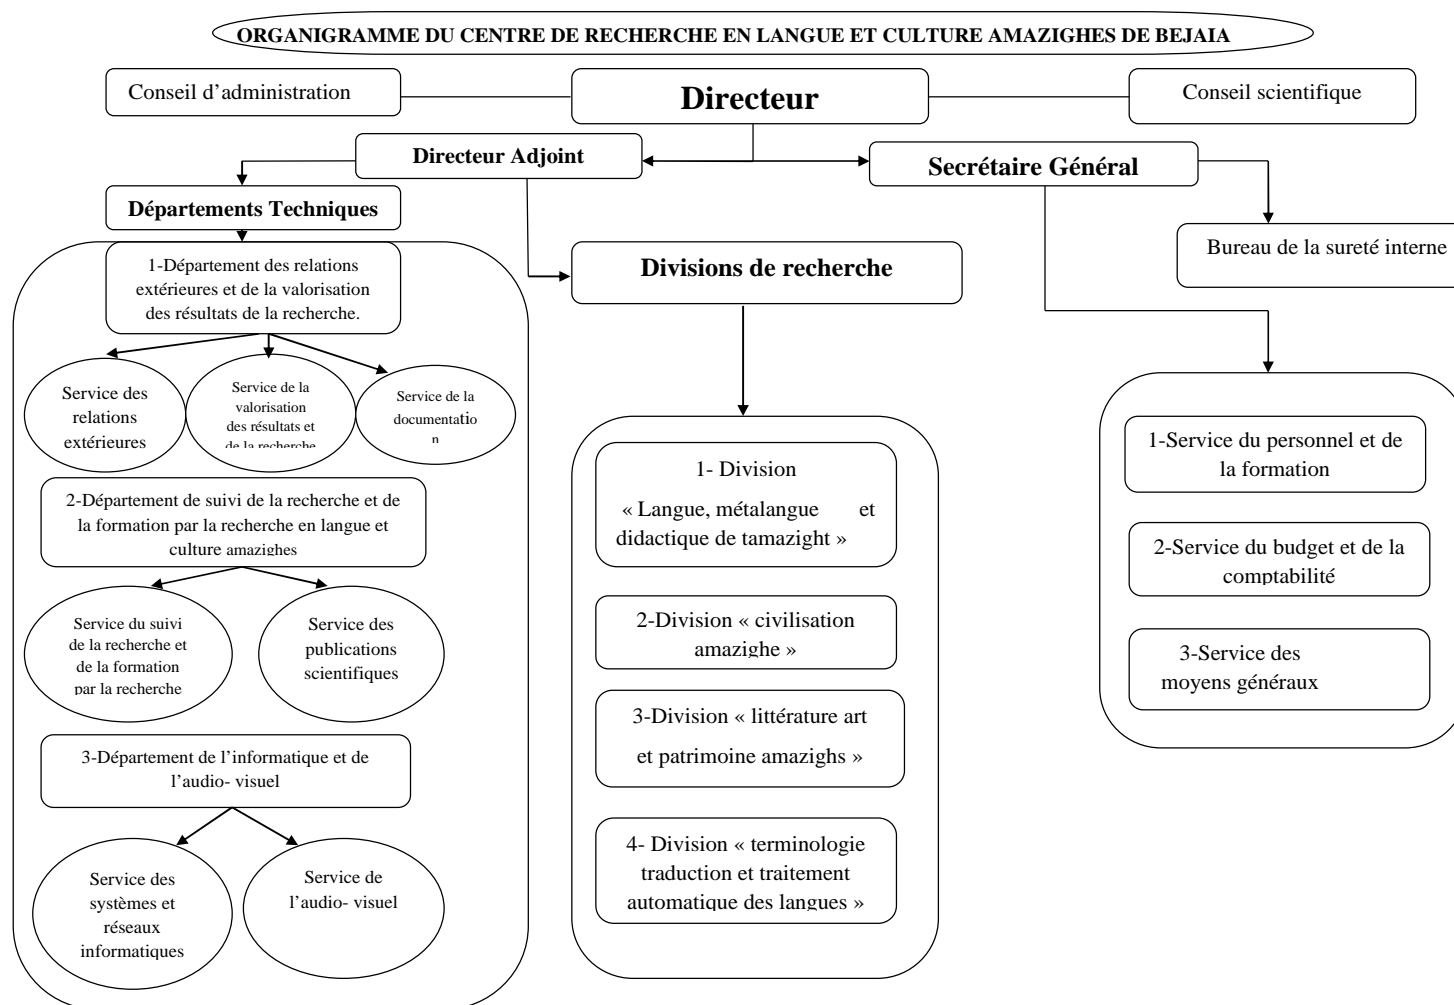 ORGANIGRAMME DU CENTRE DE RECHERCHE EN LANGUE ET CULTURE AMAZIGHES DE BEJAIA
Conseil d’administration
Directeur
Conseil scientifique
Directeur Adjoint
Secrétaire Général
Départements Techniques
Bureau de la sureté interne
Divisions de recherche
1-Département des relations
extérieures et de la valorisation
des résultats de la recherche.
Service des
relations
extérieures
Service de la
valorisation
des résultats et
de la recherche
Service de la
documentatio
n
2-Département de suivi de la recherche et de
la formation par la recherche en langue et
culture amazighes
Service du suivi
de la recherche et
de la formation
par la recherche
Service des
publications
scientifiques
3-Département de l’informatique et de
l’audio- visuel
Service des
systèmes et
réseaux
informatiques
Service de
l’audio- visuel
1- Division
« Langue, métalangue et
didactique de tamazight »
2-Division « civilisation
amazighe »
3-Division « littérature art
et patrimoine amazighs »
4- Division « terminologie
traduction et traitement
automatique des langues »
1-Service du personnel et de
la formation
2-Service du budget et de la
comptabilité
3-Service des
moyens généraux